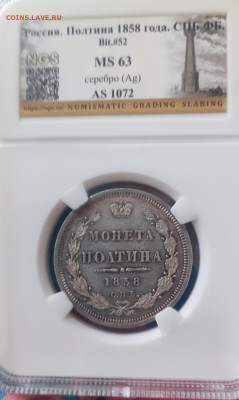 coins.lave.ru
Россия. Полтина 1858 года. СПБ ФБ.
Bit.#52
NGS
MS 63
серебро (Ag)
AS 1072
NUMISMATIC GRADING SLABING
МОНЕТА
ПОЛТИНА
1858
С.П.Б.